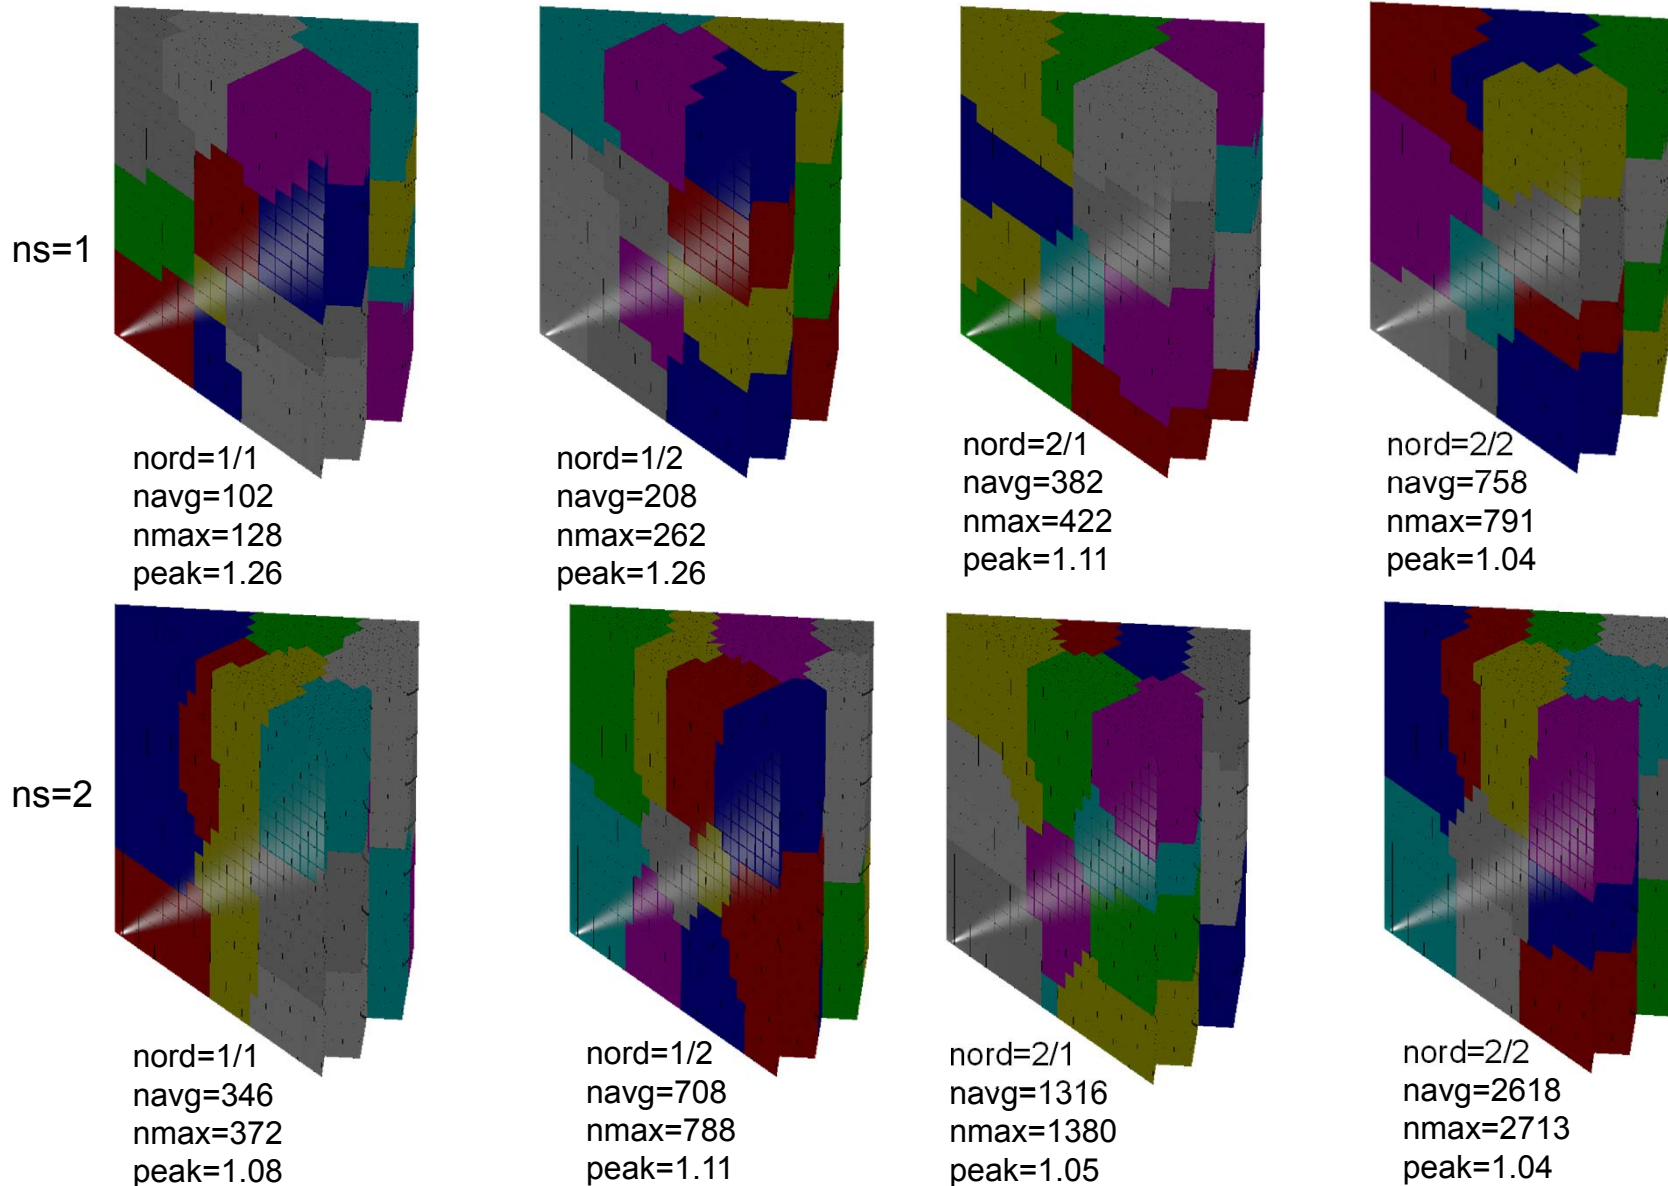 ns=1
nord=1/1
navg=102
nmax=128
peak=1.26
nord=1/2
navg=208
nmax=262
peak=1.26
nord=2/1
navg=382
nmax=422
peak=1.11
nord=2/2
navg=758
nmax=791
peak=1.04
ns=2
nord=1/1
navg=346
nmax=372
peak=1.08
nord=1/2
navg=708
nmax=788
peak=1.11
nord=2/1
navg=1316
nmax=1380
peak=1.05
nord=2/2
navg=2618
nmax=2713
peak=1.04